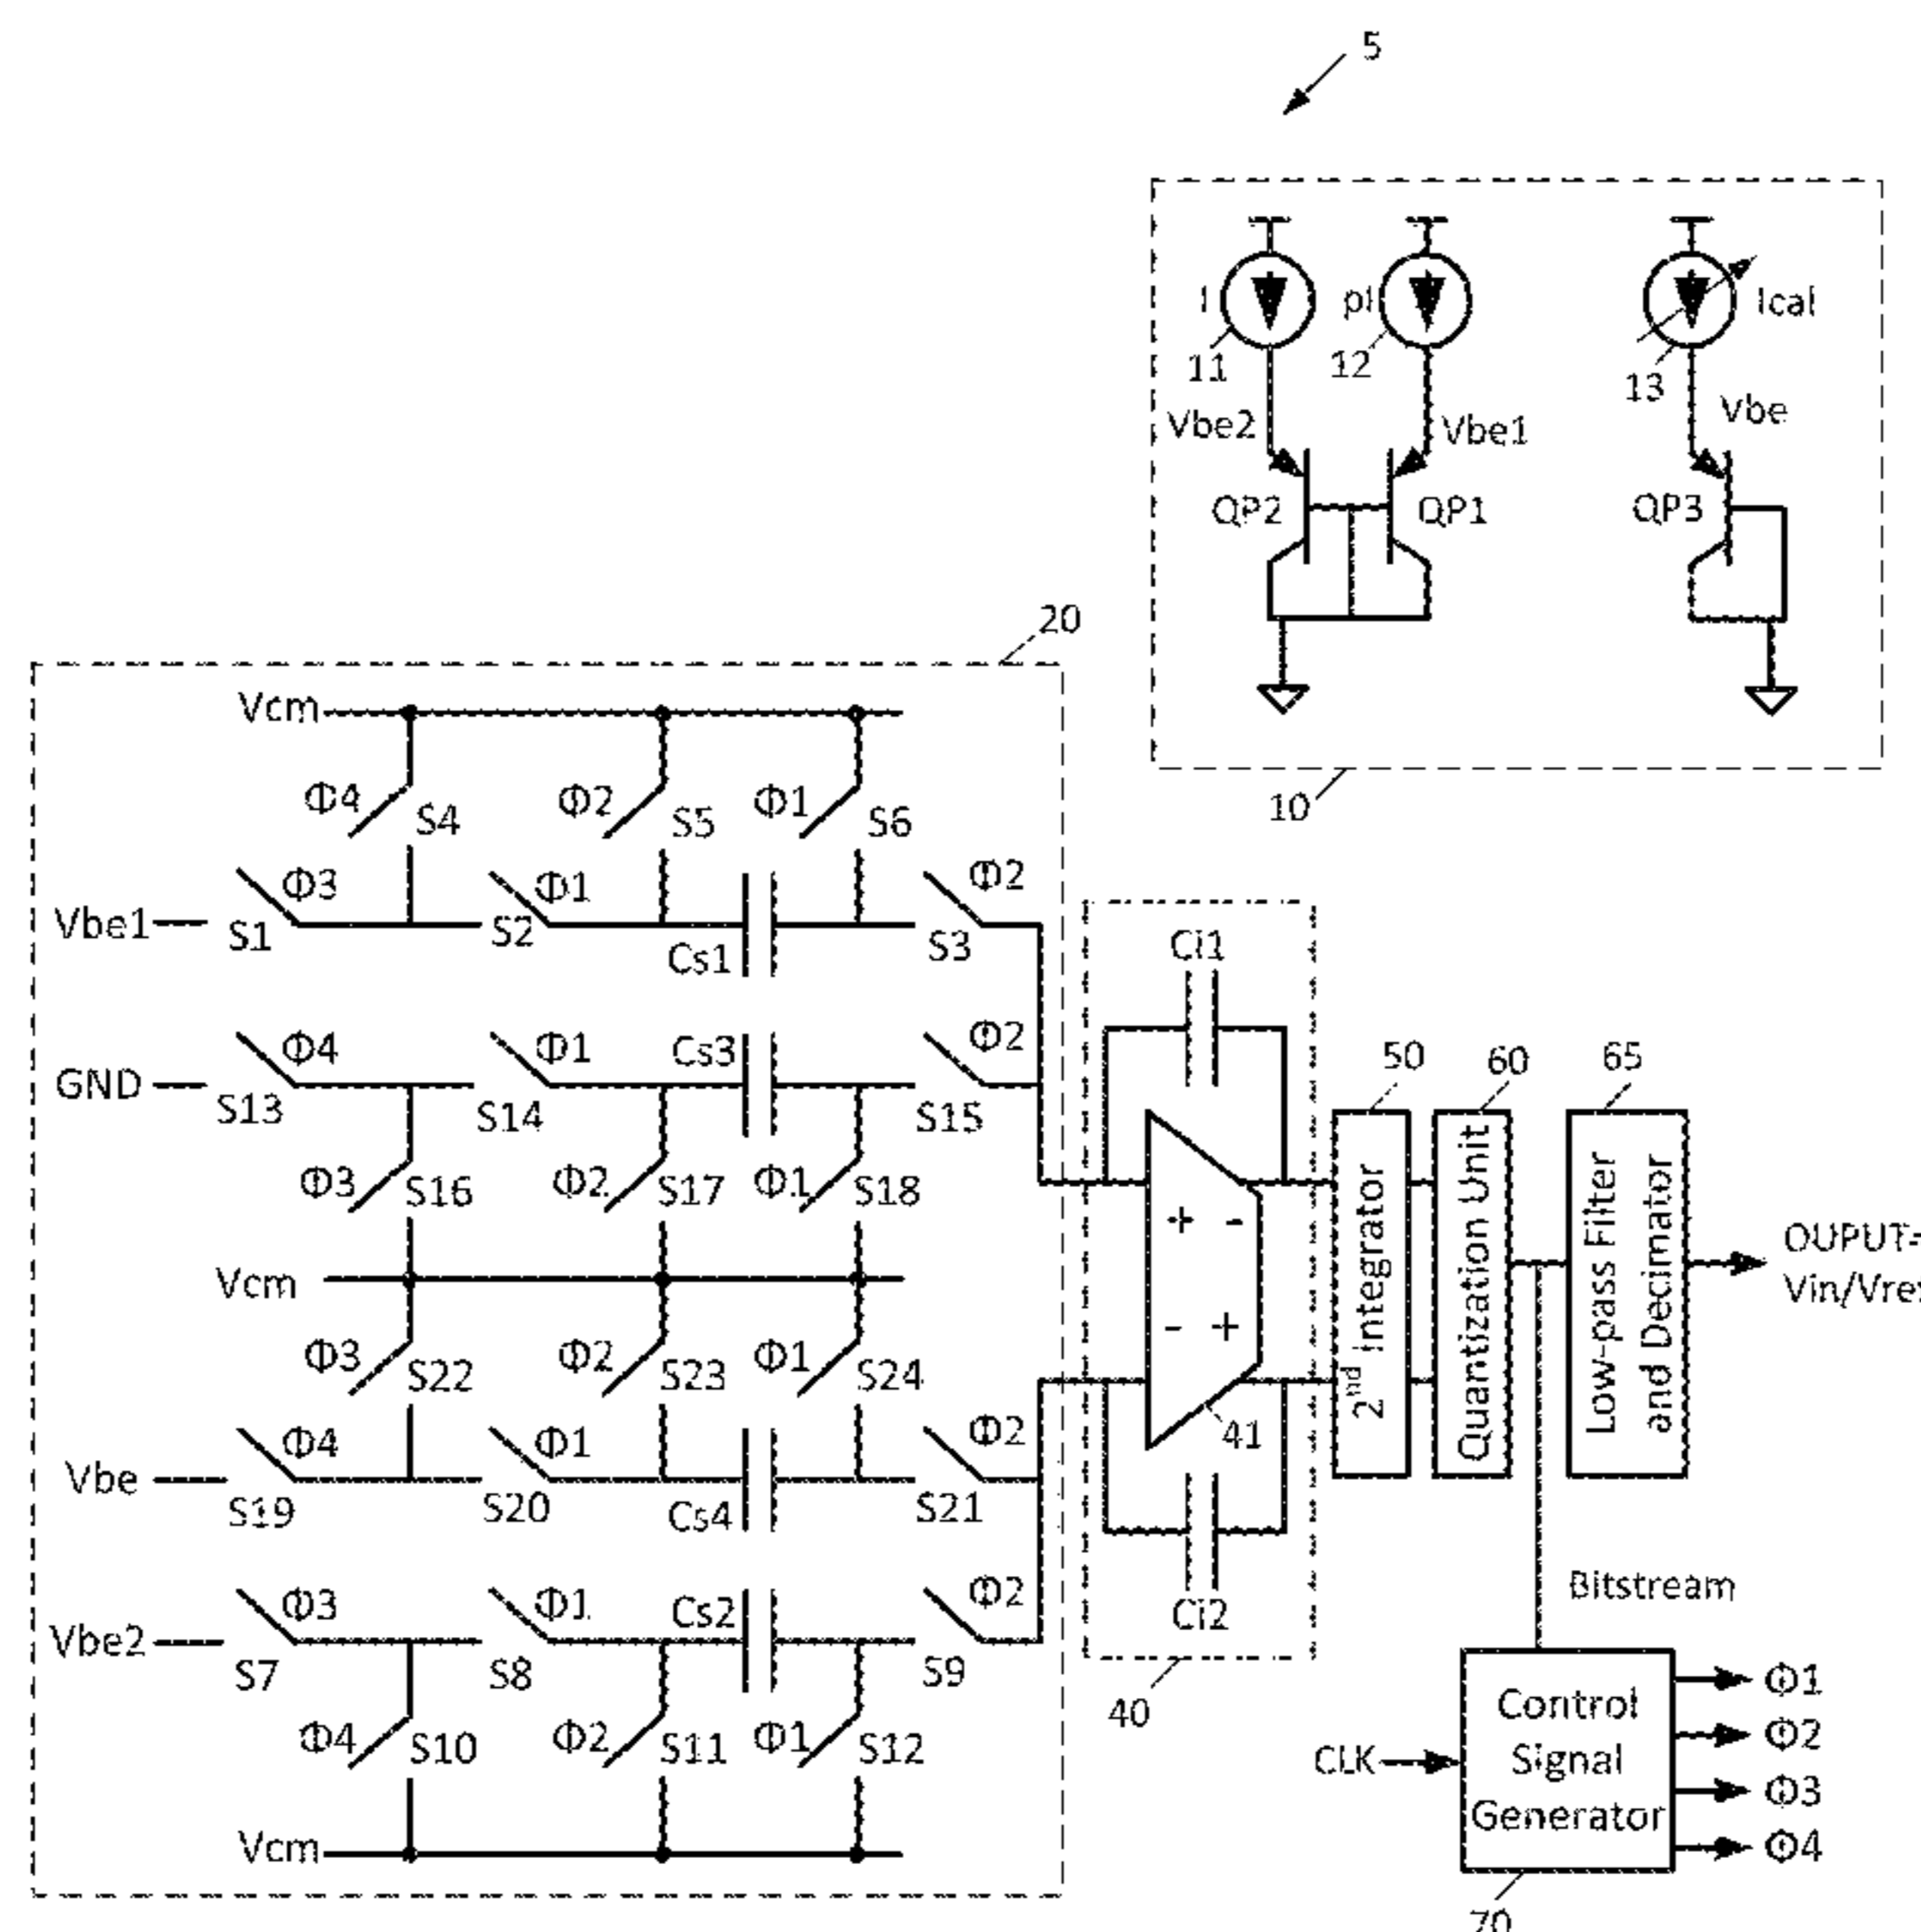 5
I
pI
Ical
11
12
13
Vbe2
Vbe1
Vbe
QP2
QP1
QP3
10
20
Vcm
Φ4
S4
Φ2
S5
Φ1
S6
Vbe1
Φ3
S1
Φ1
S2
Cs1
Φ2
S3
GND
Φ4
S13
Φ1
S14
Cs3
Φ2
S15
Φ3
S16
Φ2
S17
Φ1
S18
Vcm
Φ3
S22
Φ2
S23
Φ1
S24
Vbe
Φ4
S19
Φ1
S20
Cs4
Φ2
S21
Vbe2
Φ3
S7
Φ1
S8
Cs2
Φ2
S9
Φ4
S10
Φ2
S11
Φ1
S12
Vcm
Ci1
+ -
- +
41
Ci2
40
50
2nd Integrator
60
Quantization Unit
65
Low-pass Filter
and Decimator
OUPUT=
Vin/Vre
Bitstream
CLK
Control
Signal
Generator
Φ1
Φ2
Φ3
Φ4
70